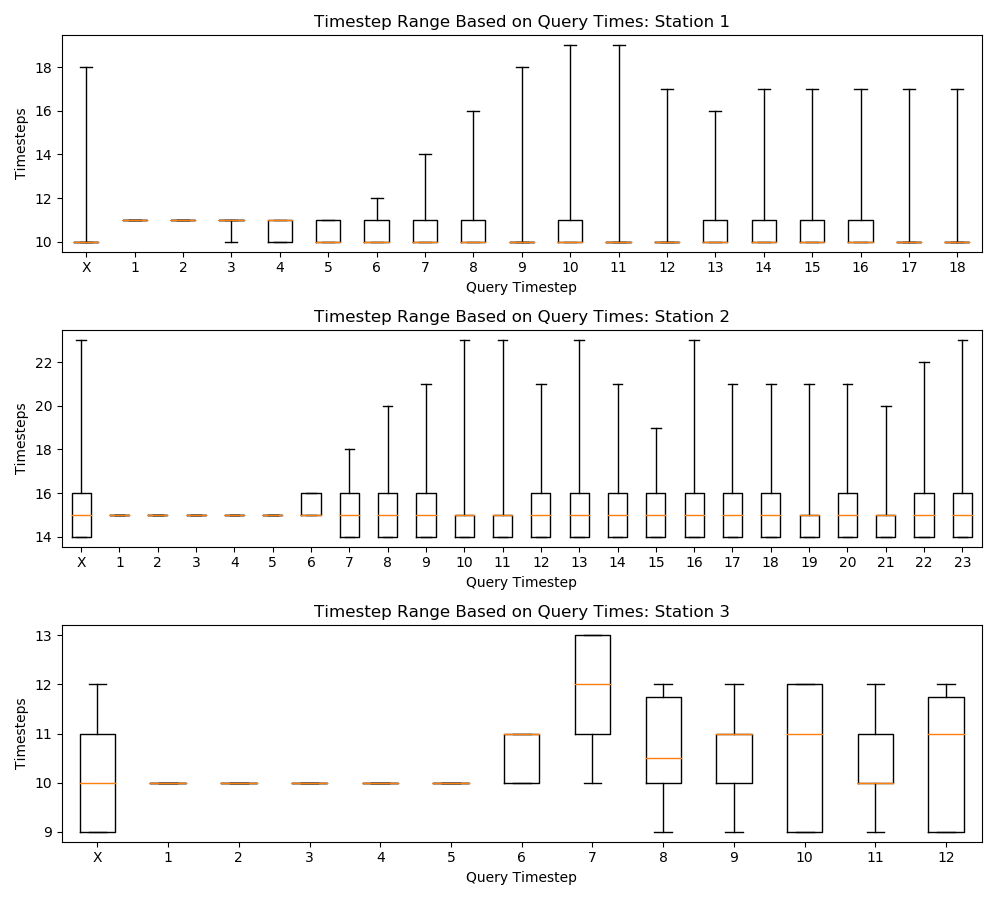 Timestep Range Based on Query Times: Station 1
Timesteps
18
16
14
12
10
X 1 2 3 4 5 6 7 8 9 10 11 12 13 14 15 16 17 18
Query Timestep
Timestep Range Based on Query Times: Station 2
Timesteps
22
20
18
16
14
X 1 2 3 4 5 6 7 8 9 10 11 12 13 14 15 16 17 18 19 20 21 22 23
Query Timestep
Timestep Range Based on Query Times: Station 3
Timesteps
13
12
11
10
9
X 1 2 3 4 5 6 7 8 9 10 11 12
Query Timestep